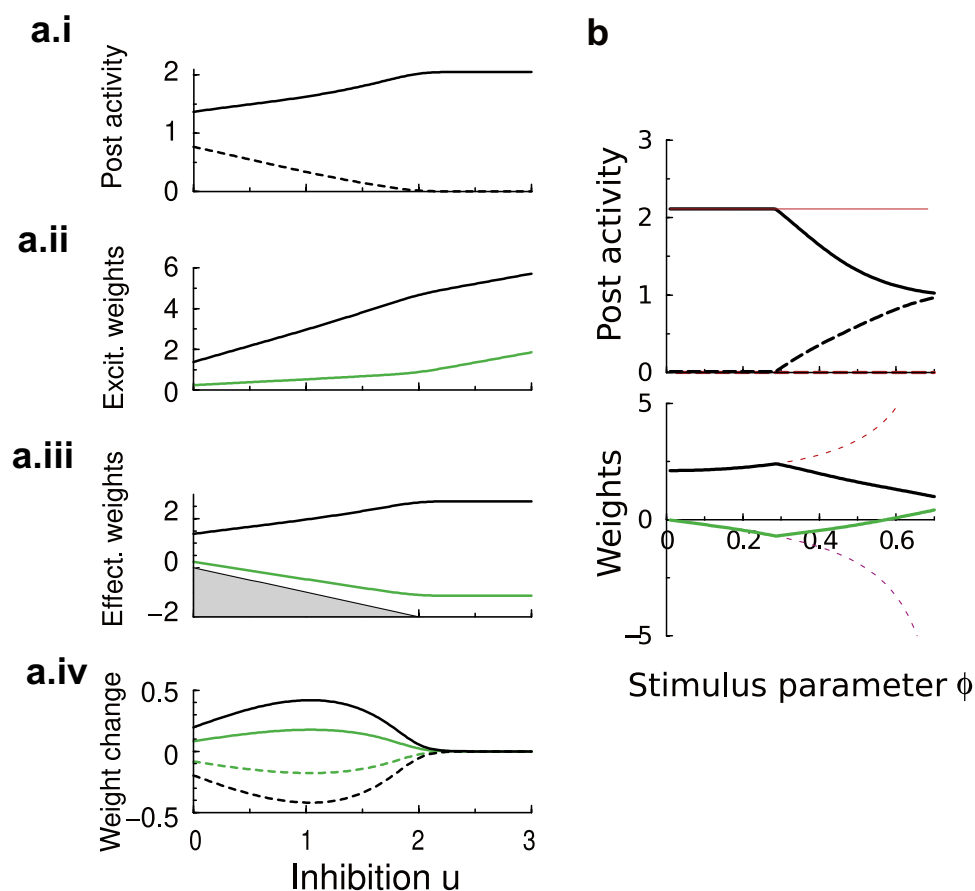 a.i
Post activity
2
1
0
a.ii
Excit. weights
6
4
2
0
a.iii
Effect. weights
2
0
−2
a.iv
Weight change
0.5
0
−0.5
0 1 2 3
Inhibition u
b
Post activity
3
2
1
0
Weights
5
0
−5
0 0.2 0.4 0.6
Stimulus parameter ϕ